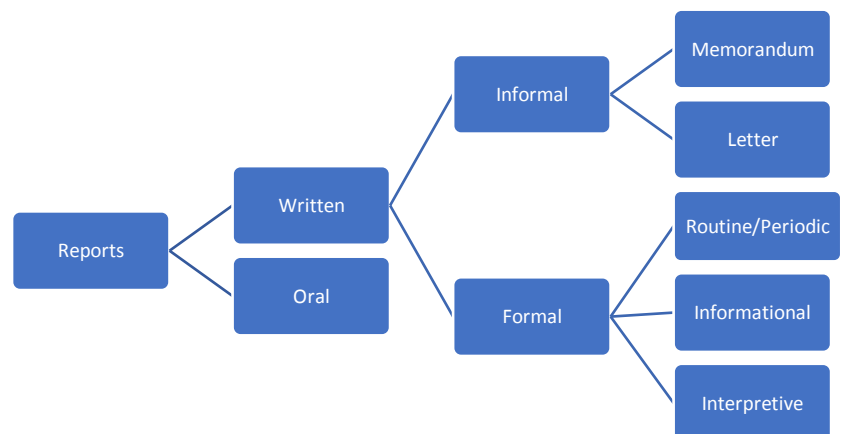 Reports
Written
Oral
Informal
Formal
Memorandum
Letter
Routine/Periodic
Informational
Interpretive